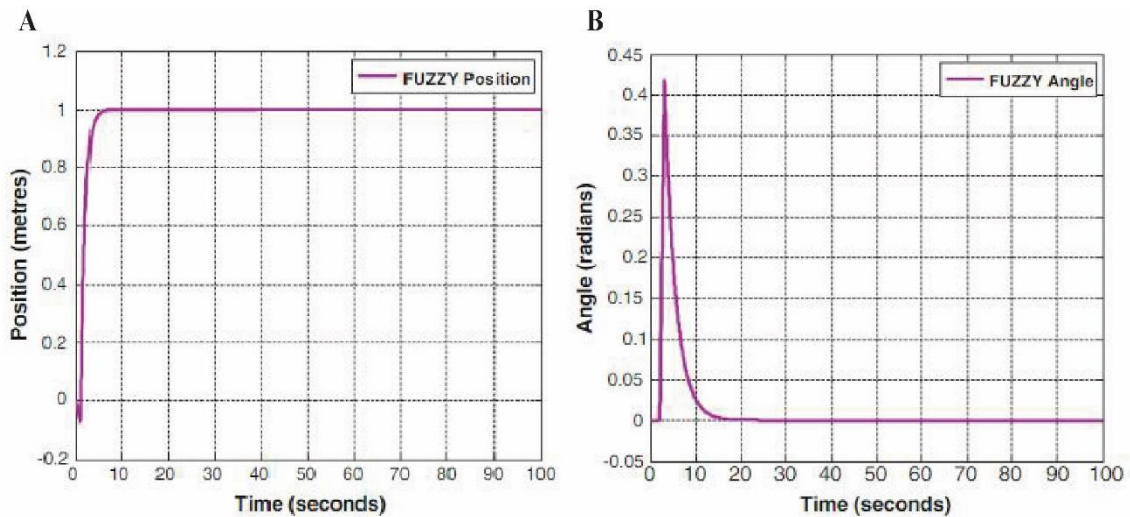 A
1.2
1
0.8
0.6
0.4
0.2
0
-0.2
Position (metres)
FUZZY Position
0 10 20 30 40 50 60 70 80 90 100
Time (seconds)
B
0.45
0.4
0.35
0.3
0.25
0.2
0.15
0.1
0.05
0
-0.05
Angle (radians)
FUZZY Angle
0 10 20 30 40 50 60 70 80 90 100
Time (seconds)